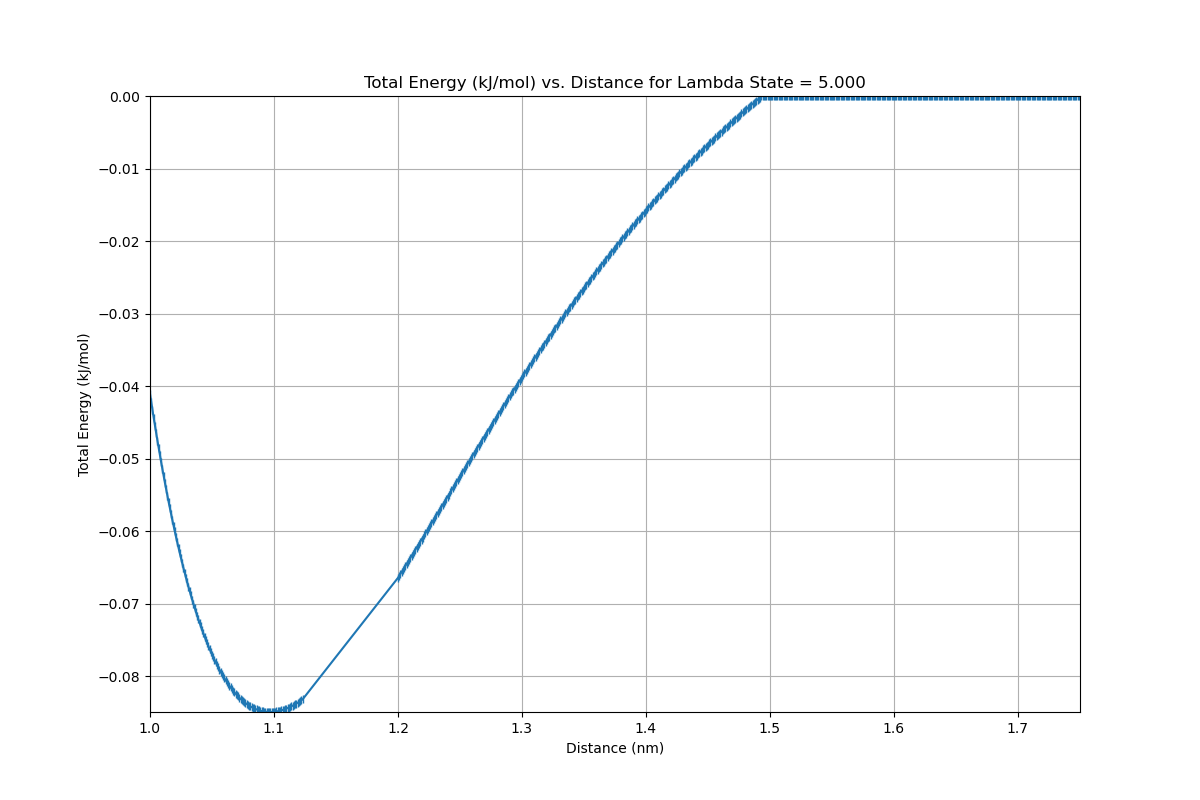 Total Energy (kJ/mol) vs. Distance for Lambda State = 5.000
0.00
−0.01
−0.02
−0.03
−0.04
−0.05
−0.06
−0.07
−0.08
Total Energy (kJ/mol)
1.0 1.1 1.2 1.3 1.4 1.5 1.6 1.7
Distance (nm)